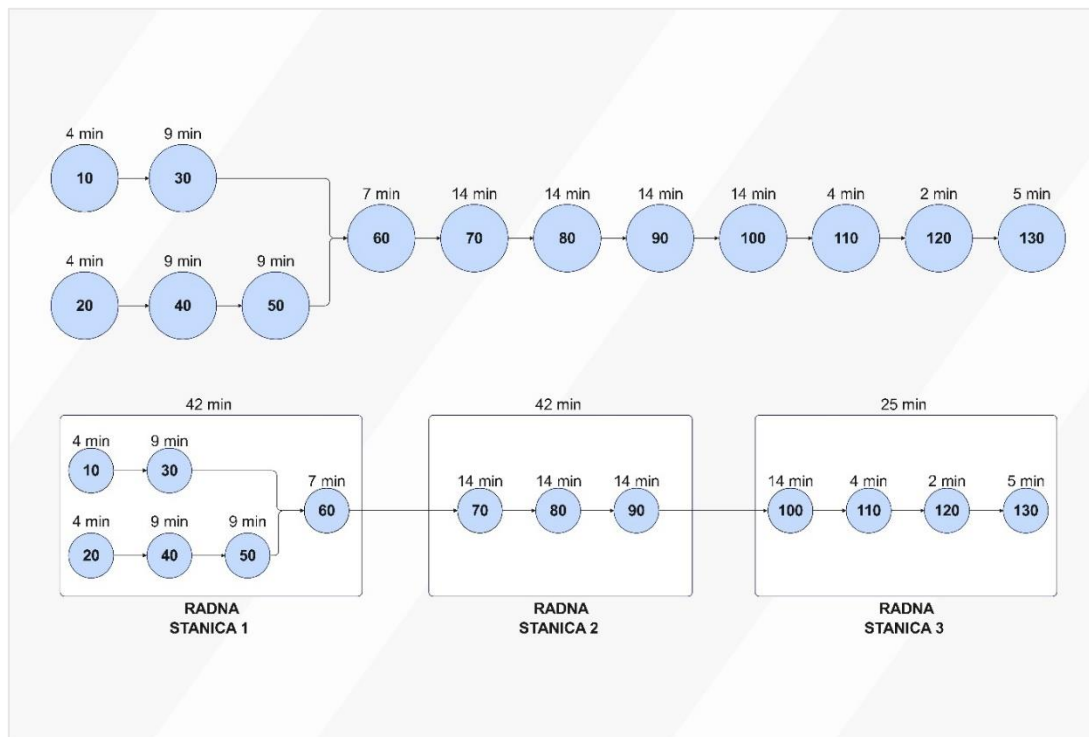 4 min 9 min
10 30
7 min 14 min 14 min 14 min 14 min 4 min 2 min 5 min
60 70 80 90 100 110 120 130
4 min 9 min 9 min
20 40 50
42 min 42 min 25 min
4 min 9 min
10 30
7 min 14 min 14 min 14 min 14 min 4 min 2 min 5 min
60 70 80 90 100 110 120 130
4 min 9 min 9 min
20 40 50
RADNA
STANICA 1
RADNA
STANICA 2
RADNA
STANICA 3